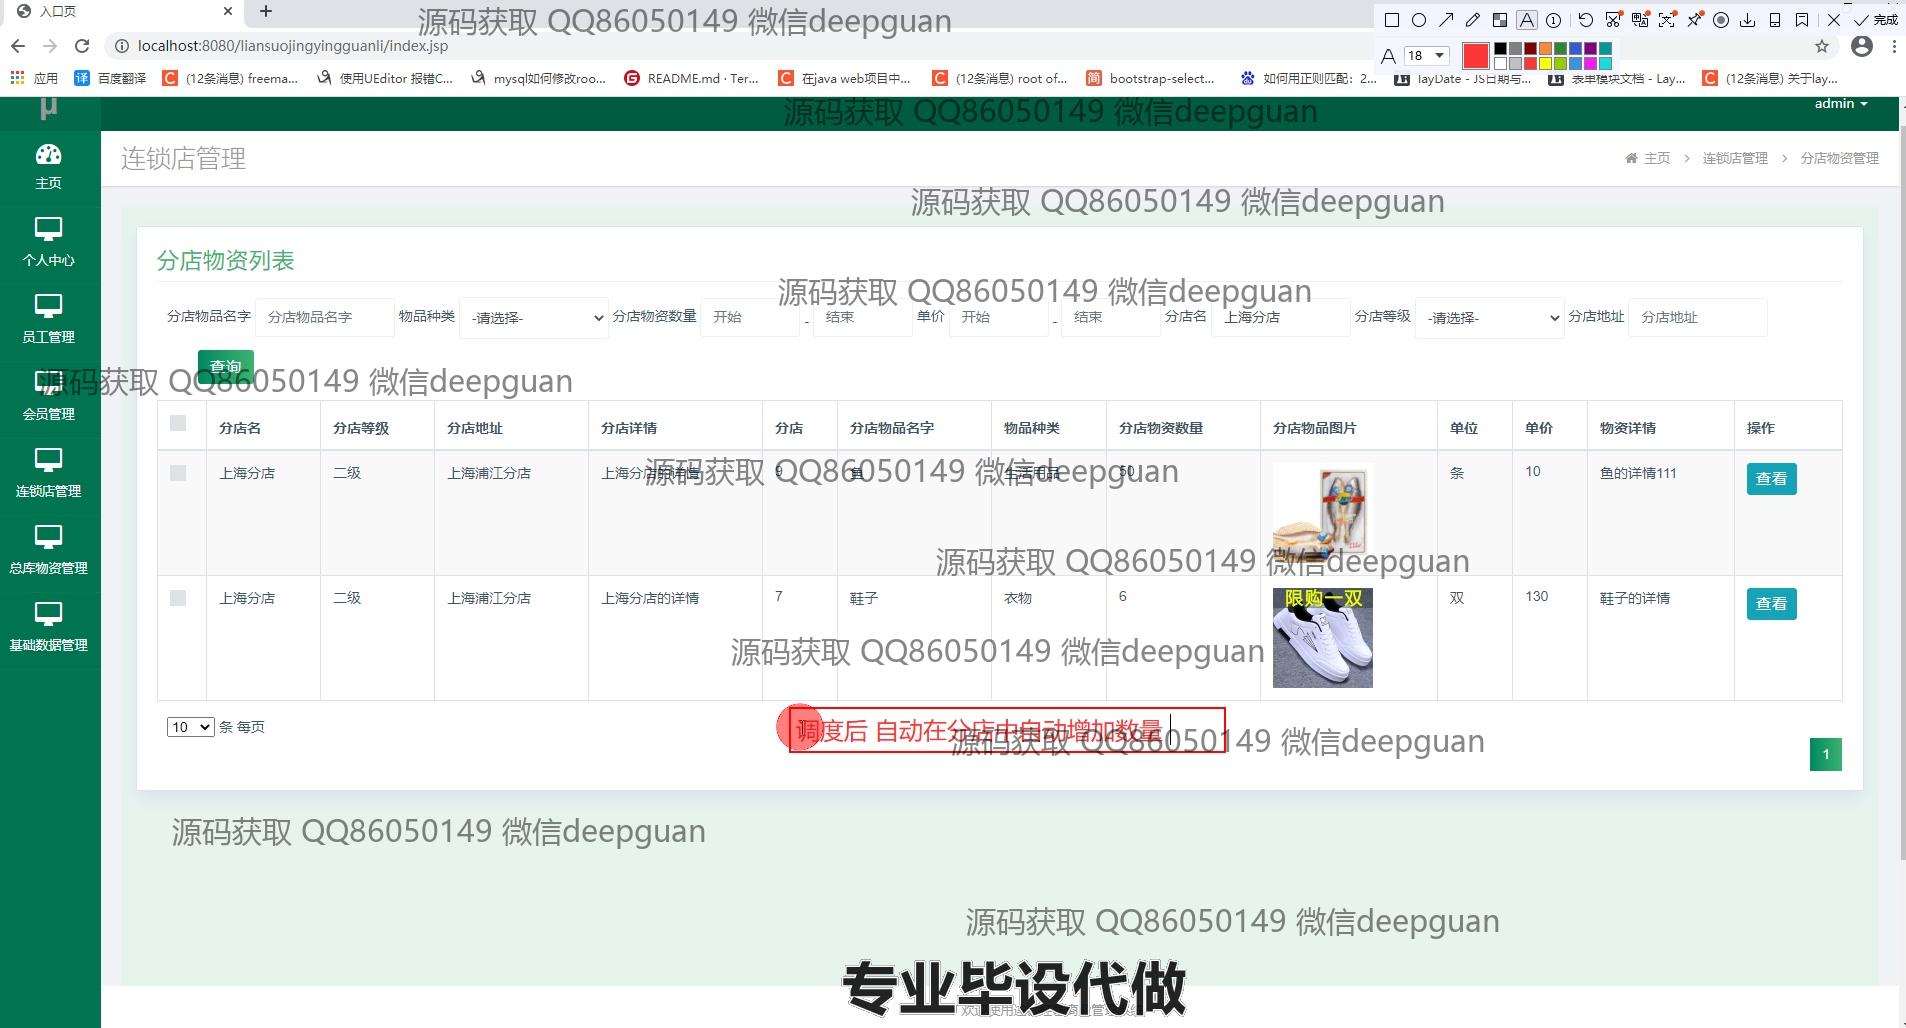 入口页
源码获取 QQ86050149 微信deepguan
完成
localhost:8080/liansuojingyingguanli/index.jsp
18
应用 百度翻译 (12条消息) freema... 使用UEditor 报错C... mysql如何修改roo... README.md · Ter... 在java web项目中... (12条消息) root of... bootstrap-select... 如何用正则匹配：2... layDate - JS日期与... 表单模块文档 - Lay... (12条消息) 关于lay...
admin
源码获取 QQ86050149 微信deepguan
μ
连锁店管理
主页 > 连锁店管理 > 分店物资管理
主页
源码获取 QQ86050149 微信deepguan
个人中心
分店物资列表
源码获取 QQ86050149 微信deepguan
分店物品名字 分店物品名字 物品种类 -请选择- 分店物资数量 开始 - 结束 单价 开始 - 结束 分店名 上海分店 分店等级 -请选择- 分店地址 分店地址
员工管理
查询
源码获取 QQ86050149 微信deepguan
会员管理
分店名 分店等级 分店地址 分店详情 分店 分店物品名字 物品种类 分店物资数量 分店物品图片 单位 单价 物资详情 操作
上海分店 二级 上海浦江分店 上海分店的详情 9 鱼 生活用品 50 条 10 鱼的详情111 查看
源码获取 QQ86050149 微信deepguan
连锁店管理
源码获取 QQ86050149 微信deepguan
总库物资管理
上海分店 二级 上海浦江分店 上海分店的详情 7 鞋子 衣物 6 限购一双 双 130 鞋子的详情 查看
基础数据管理
源码获取 QQ86050149 微信deepguan
10 条 每页
调度后 自动在分店中自动增加数量
源码获取 QQ86050149 微信deepguan
1
源码获取 QQ86050149 微信deepguan
源码获取 QQ86050149 微信deepguan
专业毕设代做